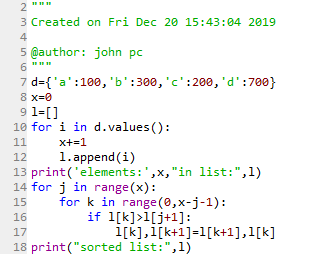 2 """
3 Created on Fri Dec 20 15:43:04 2019
4
5 @author: john pc
6 """
7 d={'a':100,'b':300,'c':200,'d':700}
8 x=0
9 l=[]
10 for i in d.values():
11     x+=1
12     l.append(i)
13 print('elements:',x,"in list:",l)
14 for j in range(x):
15     for k in range(0,x-j-1):
16         if l[k]>l[j+1]:
17             l[k],l[k+1]=l[k+1],l[k]
18 print("sorted list:",l)